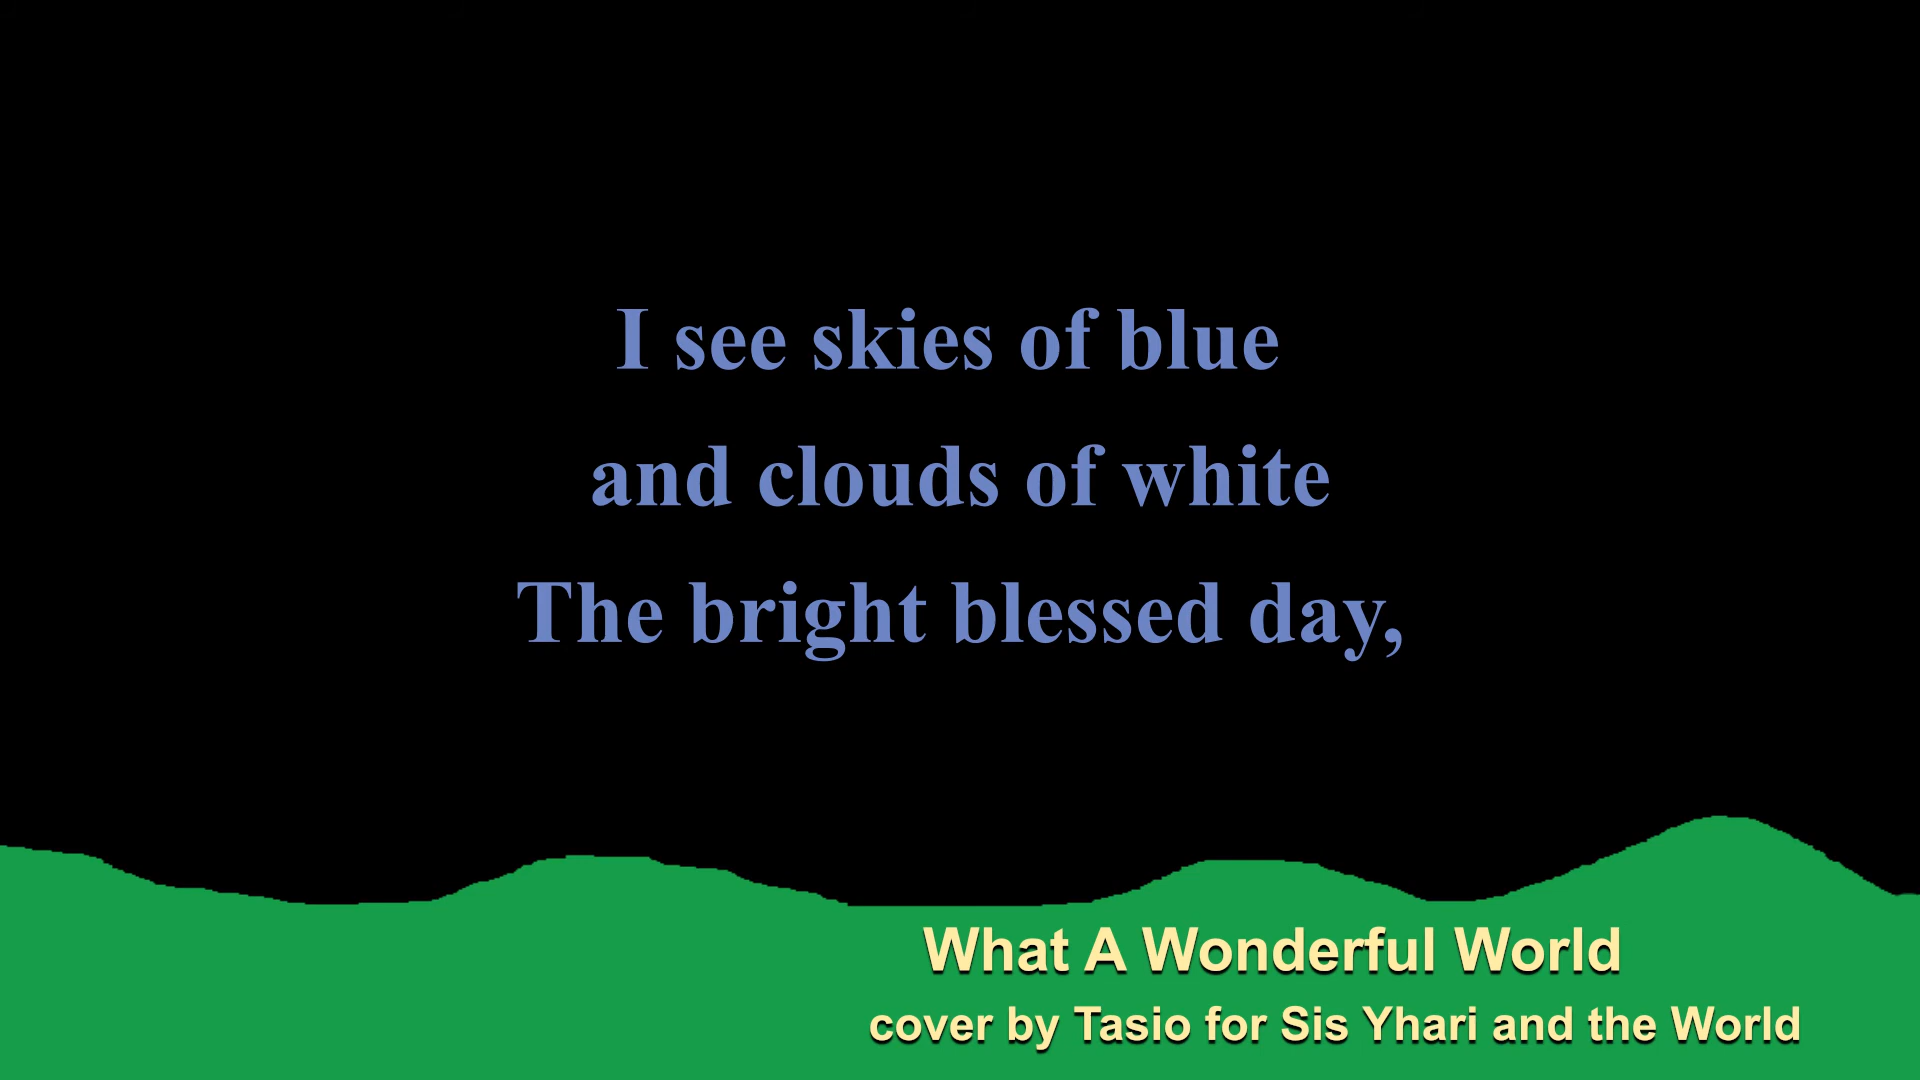 I see skies of blue
and clouds of white
The bright blessed day,
What A Wonderful World
cover by Tasio for Sis Yhari and the World